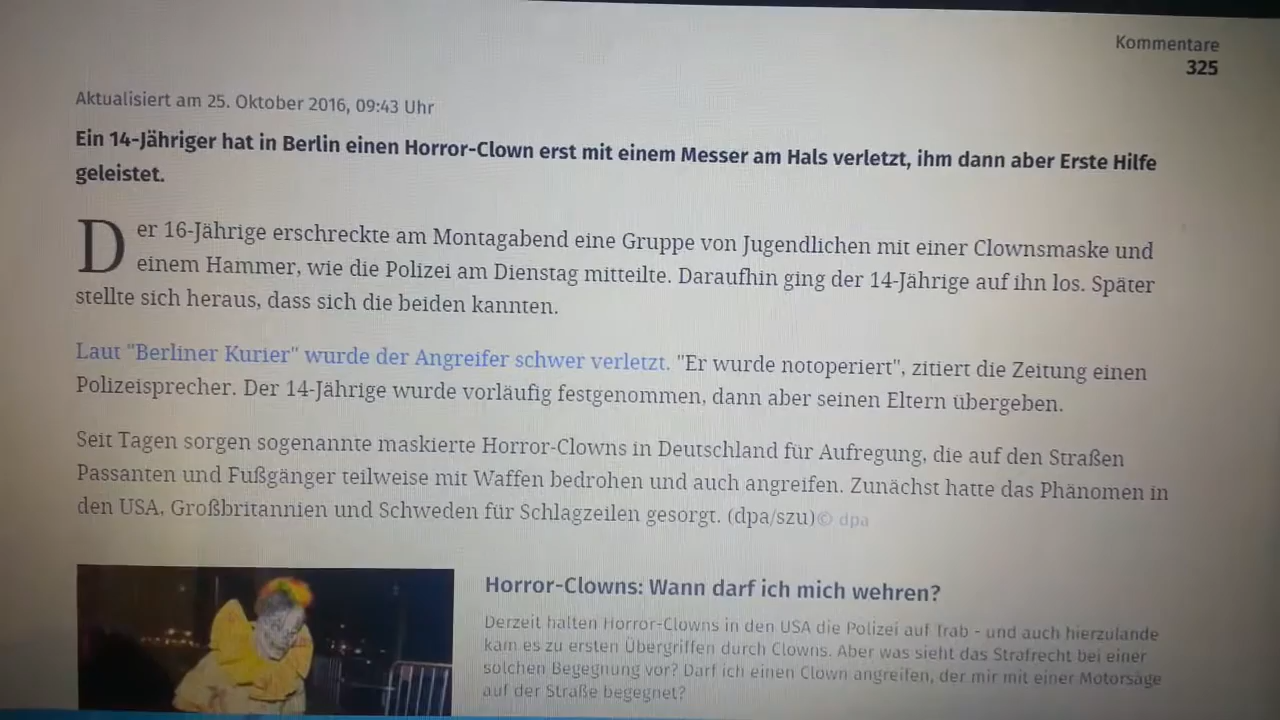 Kommentare
325
Aktualisiert am 25. Oktober 2016, 09:43 Uhr
Ein 14-Jähriger hat in Berlin einen Horror-Clown erst mit einem Messer am Hals verletzt, ihm dann aber Erste Hilfe
geleistet.
Der 16-Jährige erschreckte am Montagabend eine Gruppe von Jugendlichen mit einer Clownsmaske und
einem Hammer, wie die Polizei am Dienstag mitteilte. Daraufhin ging der 14-Jährige auf ihn los. Später
stellte sich heraus, dass sich die beiden kannten.
Laut "Berliner Kurier" wurde der Angreifer schwer verletzt. "Er wurde notoperiert", zitiert die Zeitung einen
Polizeisprecher. Der 14-Jährige wurde vorläufig festgenommen, dann aber seinen Eltern übergeben.
Seit Tagen sorgen sogenannte maskierte Horror-Clowns in Deutschland für Aufregung, die auf den Straßen
Passanten und Fußgänger teilweise mit Waffen bedrohen und auch angreifen. Zunächst hatte das Phänomen in
den USA, Großbritannien und Schweden für Schlagzeilen gesorgt. (dpa/szu)© dpa
Horror-Clowns: Wann darf ich mich wehren?
Derzeit halten Horror-Clowns in den USA die Polizei auf Trab - und auch hierzulande
kam es zu ersten Übergriffen durch Clowns. Aber was sieht das Strafrecht bei einer
solchen Begegnung vor? Darf ich einen Clown angreifen, der mir mit einer Motorsäge
auf der Straße begegnet?